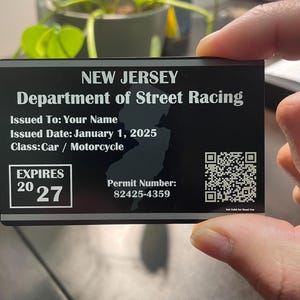 NEW JERSEY
Department of Street Racing
Issued To: Your Name
Issued Date: January 1, 2025
Class: Car / Motorcycle
EXPIRES
20 27
Permit Number:
82425-4359